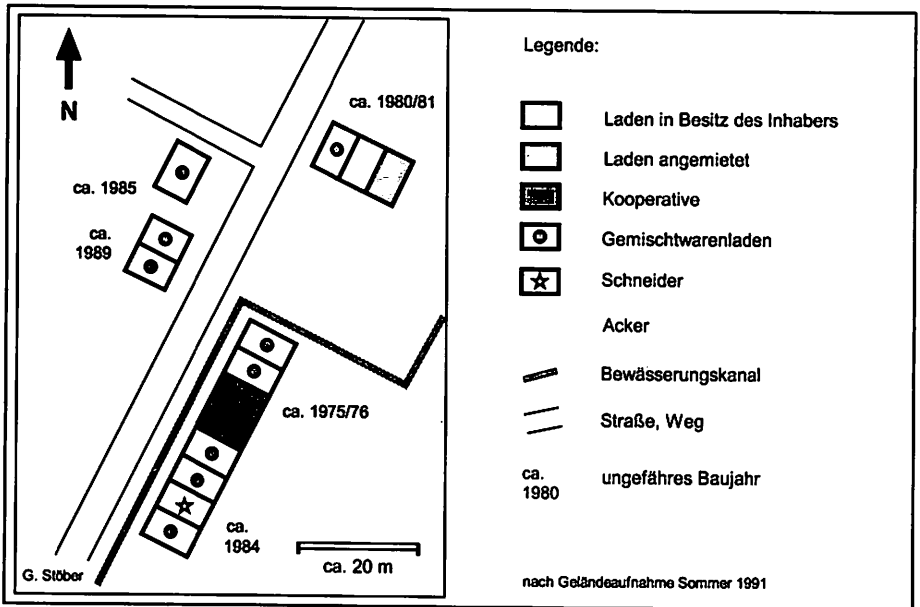 N
ca. 1980/81
ca. 1985
ca.
1989
ca. 1975/76
ca.
1984
ca. 20 m
G. Stöber
Legende:
Laden in Besitz des Inhabers
Laden angemietet
Kooperative
Gemischtwarenladen
Schneider
Acker
Bewässerungskanal
Straße, Weg
ca.
1980
ungefähres Baujahr
nach Geländeaufnahme Sommer 1991